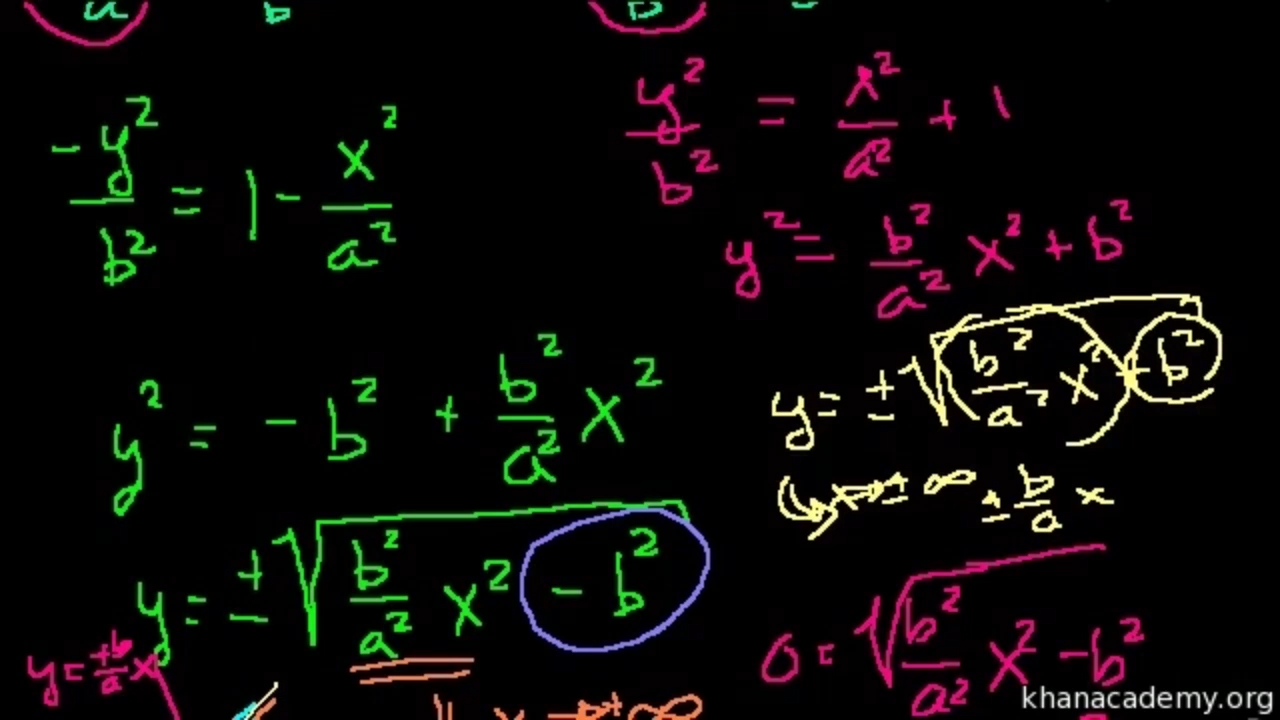 a b
-y²/b² = 1 - x²/a²
y² = -b² + b²/a² x²
y = ±√(b²/a² x² - b²)
y = ±b/a x
y²/b² = x²/a² + 1
y² = b²/a² x² + b²
y = ±√(b²/a² x² + b²)
x→±∞ ± b/a x
0 = √(b²/a² x² - b²)
khanacademy.org